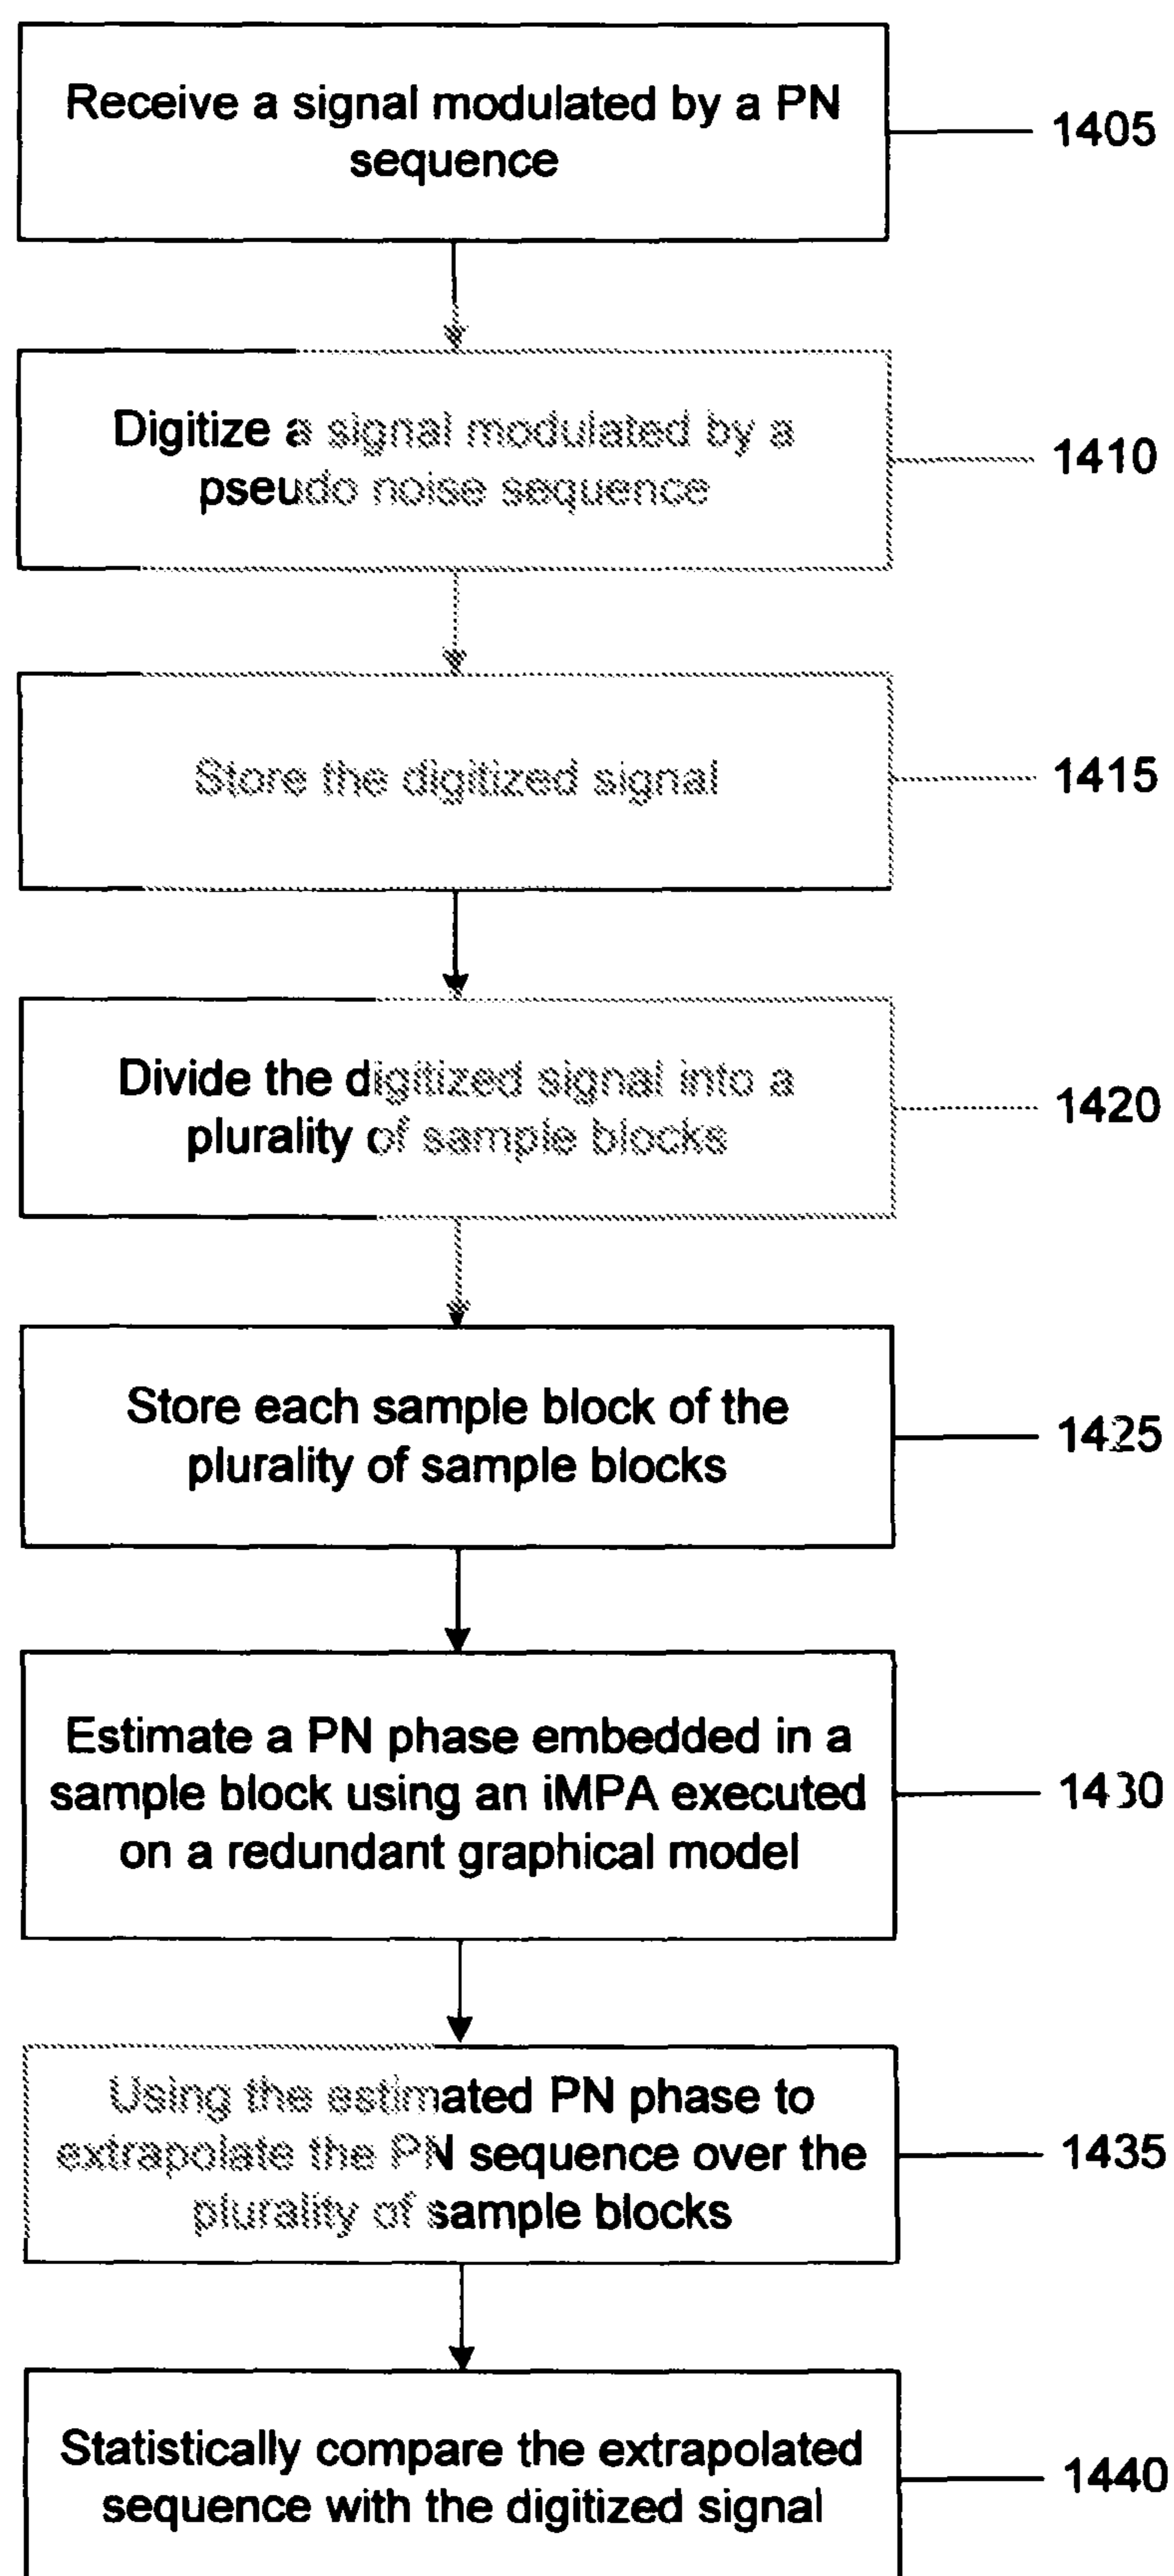 Receive a signal modulated by a PN
sequence
1405
Digitize a signal modulated by a
pseudo noise sequence
1410
Store the digitized signal
1415
Divide the digitized signal into a
plurality of sample blocks
1420
Store each sample block of the
plurality of sample blocks
1425
Estimate a PN phase embedded in a
sample block using an iMPA executed
on a redundant graphical model
1430
Using the estimated PN phase to
extrapolate the PN sequence over the
plurality of sample blocks
1435
Statistically compare the extrapolated
sequence with the digitized signal
1440